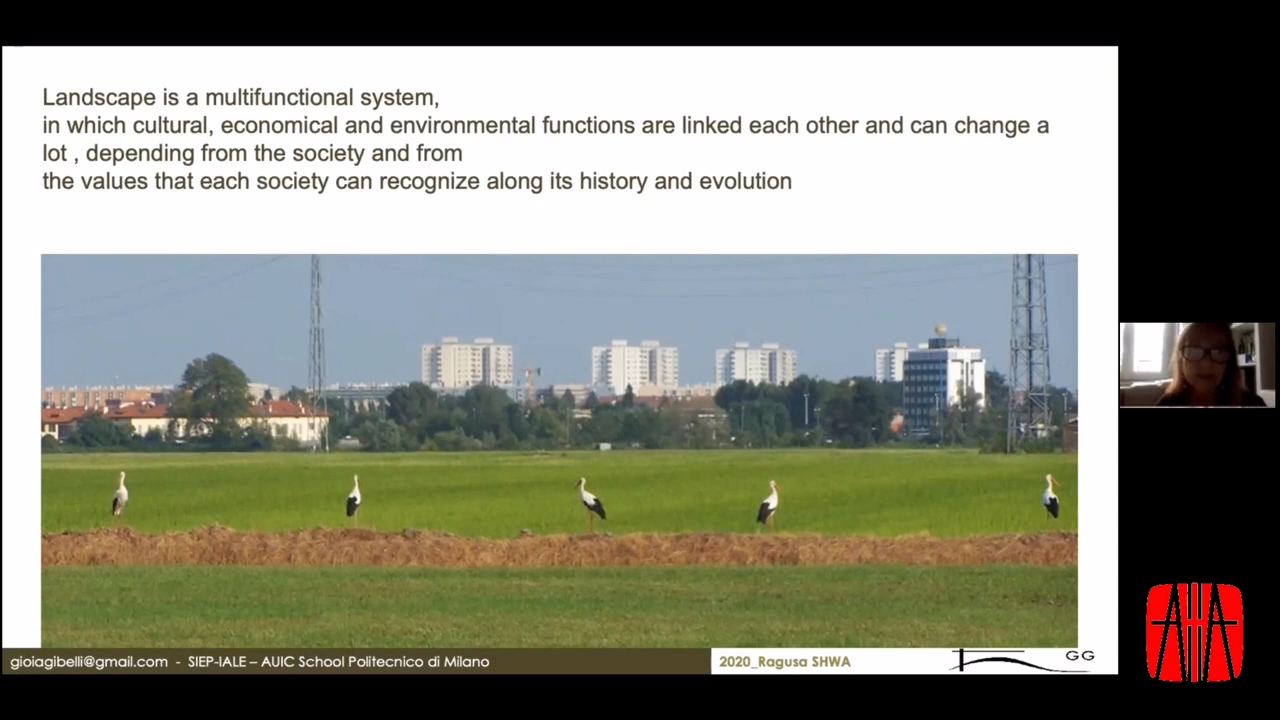 Landscape is a multifunctional system,
in which cultural, economical and environmental functions are linked each other and can change a
lot , depending from the society and from
the values that each society can recognize along its history and evolution
gioiagibelli@gmail.com - SIEP-IALE – AUIC School Politecnico di Milano
2020_Ragusa SHWA
GG